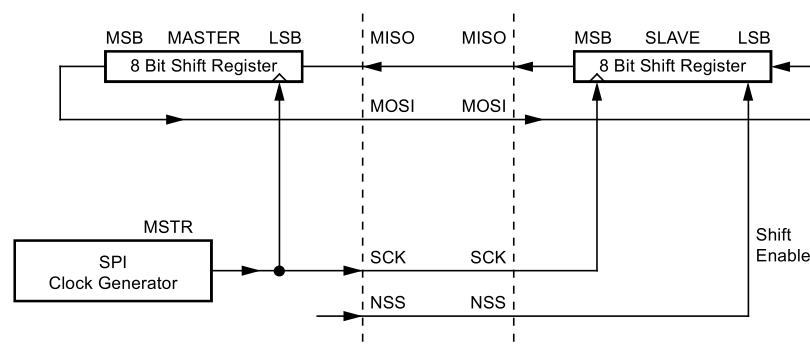 MSB MASTER LSB
8 Bit Shift Register
MISO MISO
MSB SLAVE LSB
8 Bit Shift Register
MOSI MOSI
MSTR
SPI
Clock Generator
SCK SCK
NSS NSS
Shift
Enable